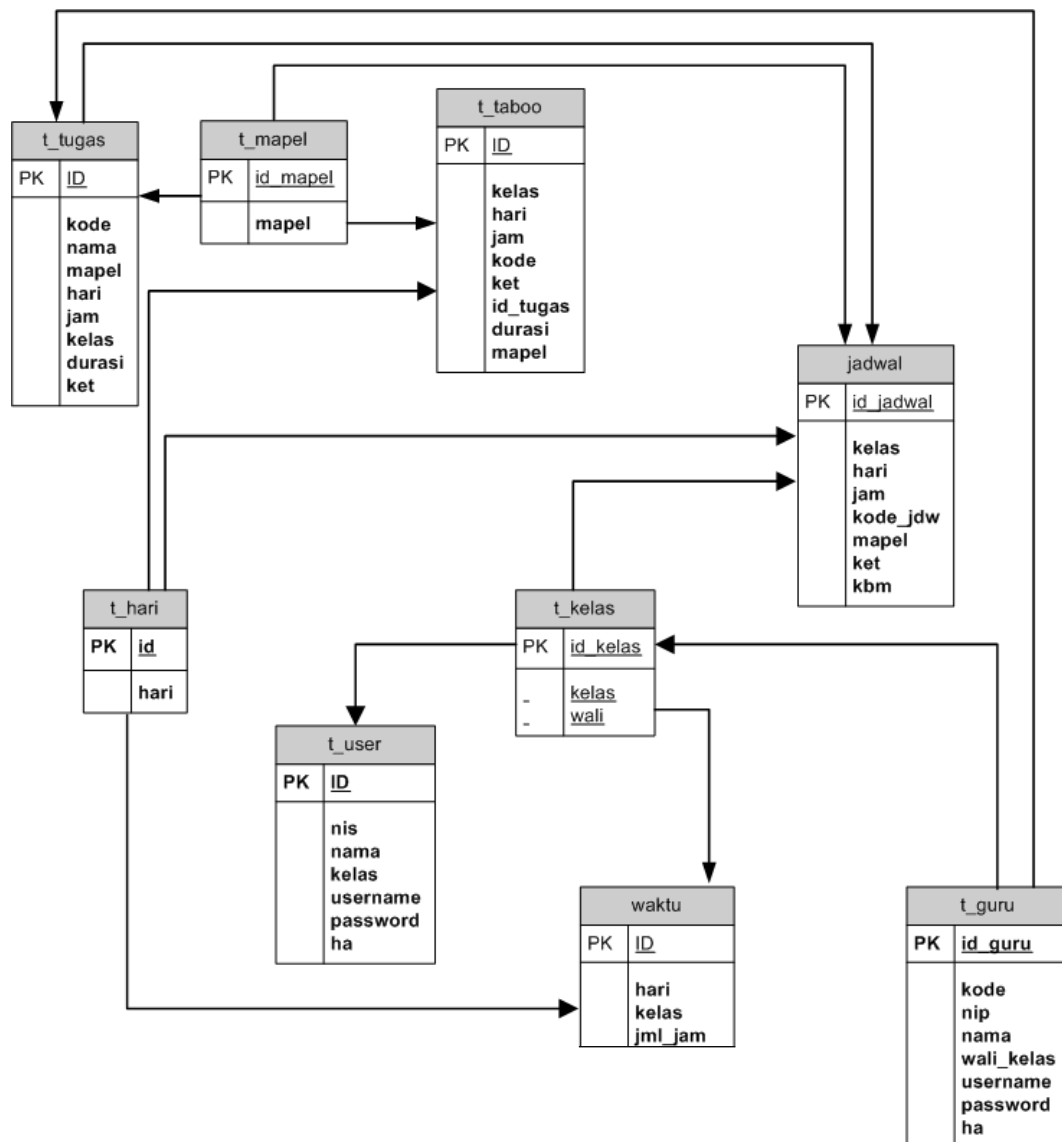 t_tugas
PK ID
kode
nama
mapel
hari
jam
kelas
durasi
ket
t_mapel
PK id_mapel
mapel
t_taboo
PK ID
kelas
hari
jam
kode
ket
id_tugas
durasi
mapel
jadwal
PK id_jadwal
kelas
hari
jam
kode_jdw
mapel
ket
kbm
t_hari
PK id
hari
t_kelas
PK id_kelas
- kelas
- wali
t_user
PK ID
nis
nama
kelas
username
password
ha
waktu
PK ID
hari
kelas
jml_jam
t_guru
PK id_guru
kode
nip
nama
wali_kelas
username
password
ha